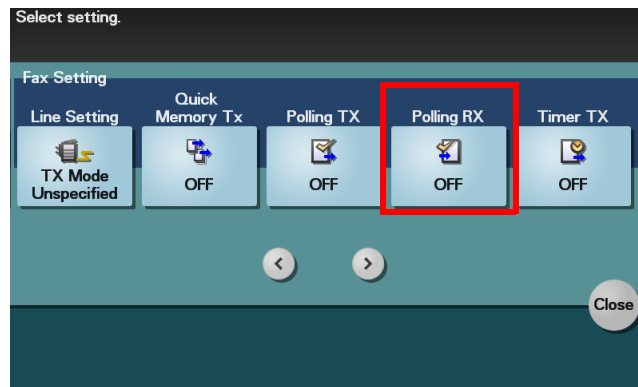 Select setting.
Fax Setting
Line Setting
Quick
Memory Tx
Polling TX
Polling RX
Timer TX
TX Mode
Unspecified
OFF
OFF
OFF
OFF
Close